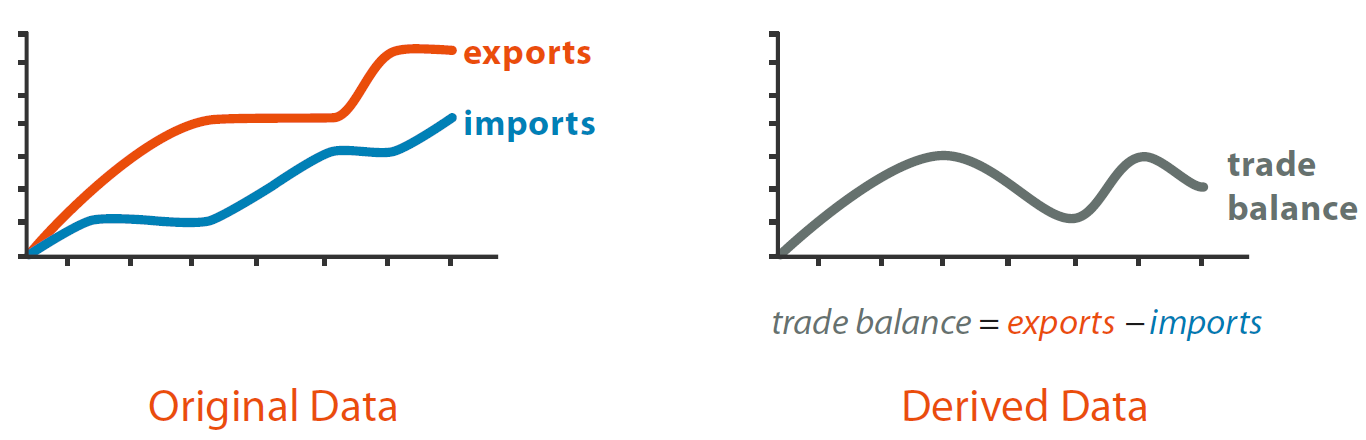 exports
imports
Original Data
trade
balance
trade balance = exports – imports
Derived Data